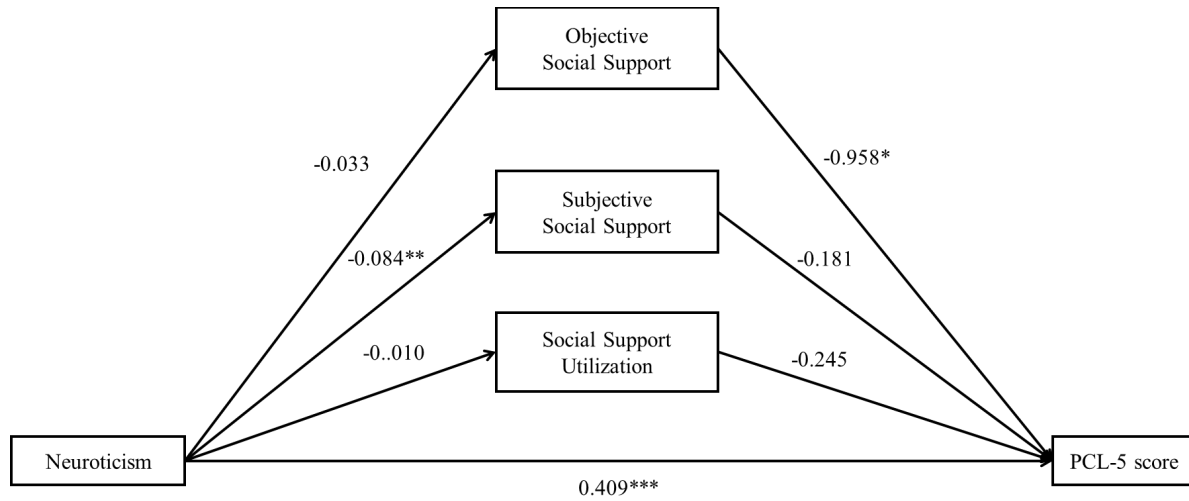 Objective
Social Support
-0.033
-0.958*
Subjective
Social Support
-0.084**
-0.181
Social Support
Utilization
-0..010
-0.245
Neuroticism
PCL-5 score
0.409***